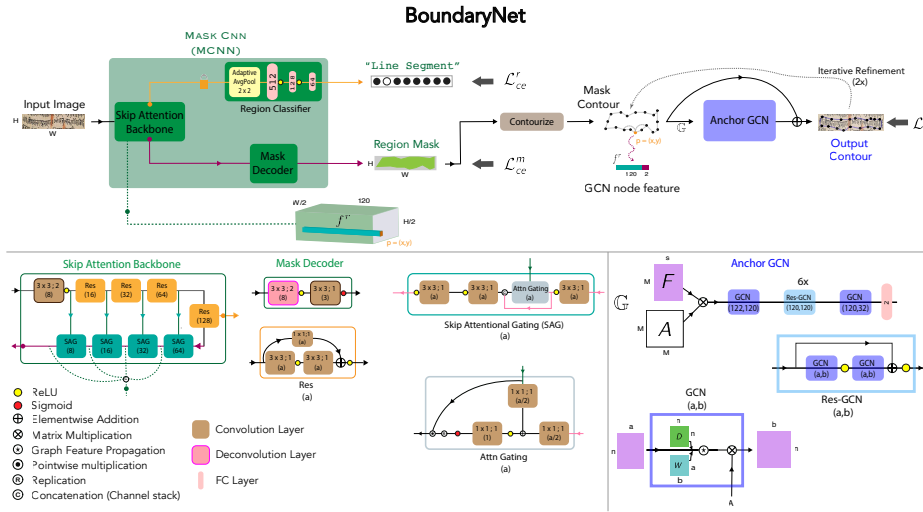 BoundaryNet
MASK CNN
(MCNN)
Adaptive
AvgPool
2 x 2
512
128
64
Region Classifier
"Line Segment"
Input Image
H
W
Skip Attention
Backbone
Mask
Decoder
Region Mask
H
W
Contourize
Mask
Contour
p = (x,y)
120 2
GCN node feature
𝔾
Anchor GCN
Iterative Refinement
(2x)
Output
Contour
ℒ
W/2
120
H/2
p = (x,y)
Skip Attention Backbone
3 x 3 ; 2
(8)
Res
(16)
Res
(32)
Res
(64)
Res
(128)
SAG
(8)
SAG
(16)
SAG
(32)
SAG
(64)
Mask Decoder
3 x 3 ; 2
(8)
3 x 3 ; 1
(3)
1 x 1 ; 1
(a)
3 x 3 ; 1
(a)
3 x 3 ; 1
(a)
Res
(a)
3 x 3 ; 1
(a)
3 x 3 ; 1
(a)
Attn Gating
(a)
3 x 3 ; 1
(a)
Skip Attentional Gating (SAG)
(a)
1 x 1 ; 1
(a/2)
1 x 1 ; 1
(1)
1 x 1 ; 1
(a/2)
Attn Gating
(a)
ReLU
Sigmoid
Elementwise Addition
Matrix Multiplication
Graph Feature Propagation
Pointwise multiplication
R Replication
C Concatenation (Channel stack)
Convolution Layer
Deconvolution Layer
FC Layer
Anchor GCN
𝔾
s
M
F
M
A
M
GCN
(122,120)
6x
Res-GCN
(120,120)
GCN
(120,32)
2
GCN
(a,b)
GCN
(a,b)
Res-GCN
(a,b)
GCN
(a,b)
a
n
n
D
n
W
a
b
A
b
n